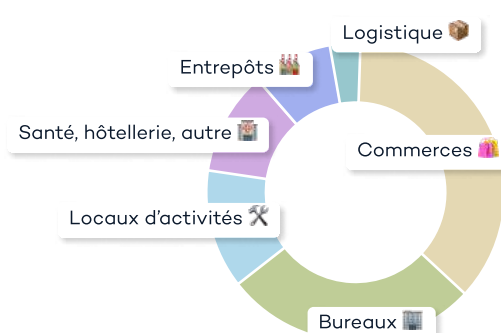 Logistique
Entrepôts
Santé, hôtellerie, autre
Commerces
Locaux d’activités
Bureaux